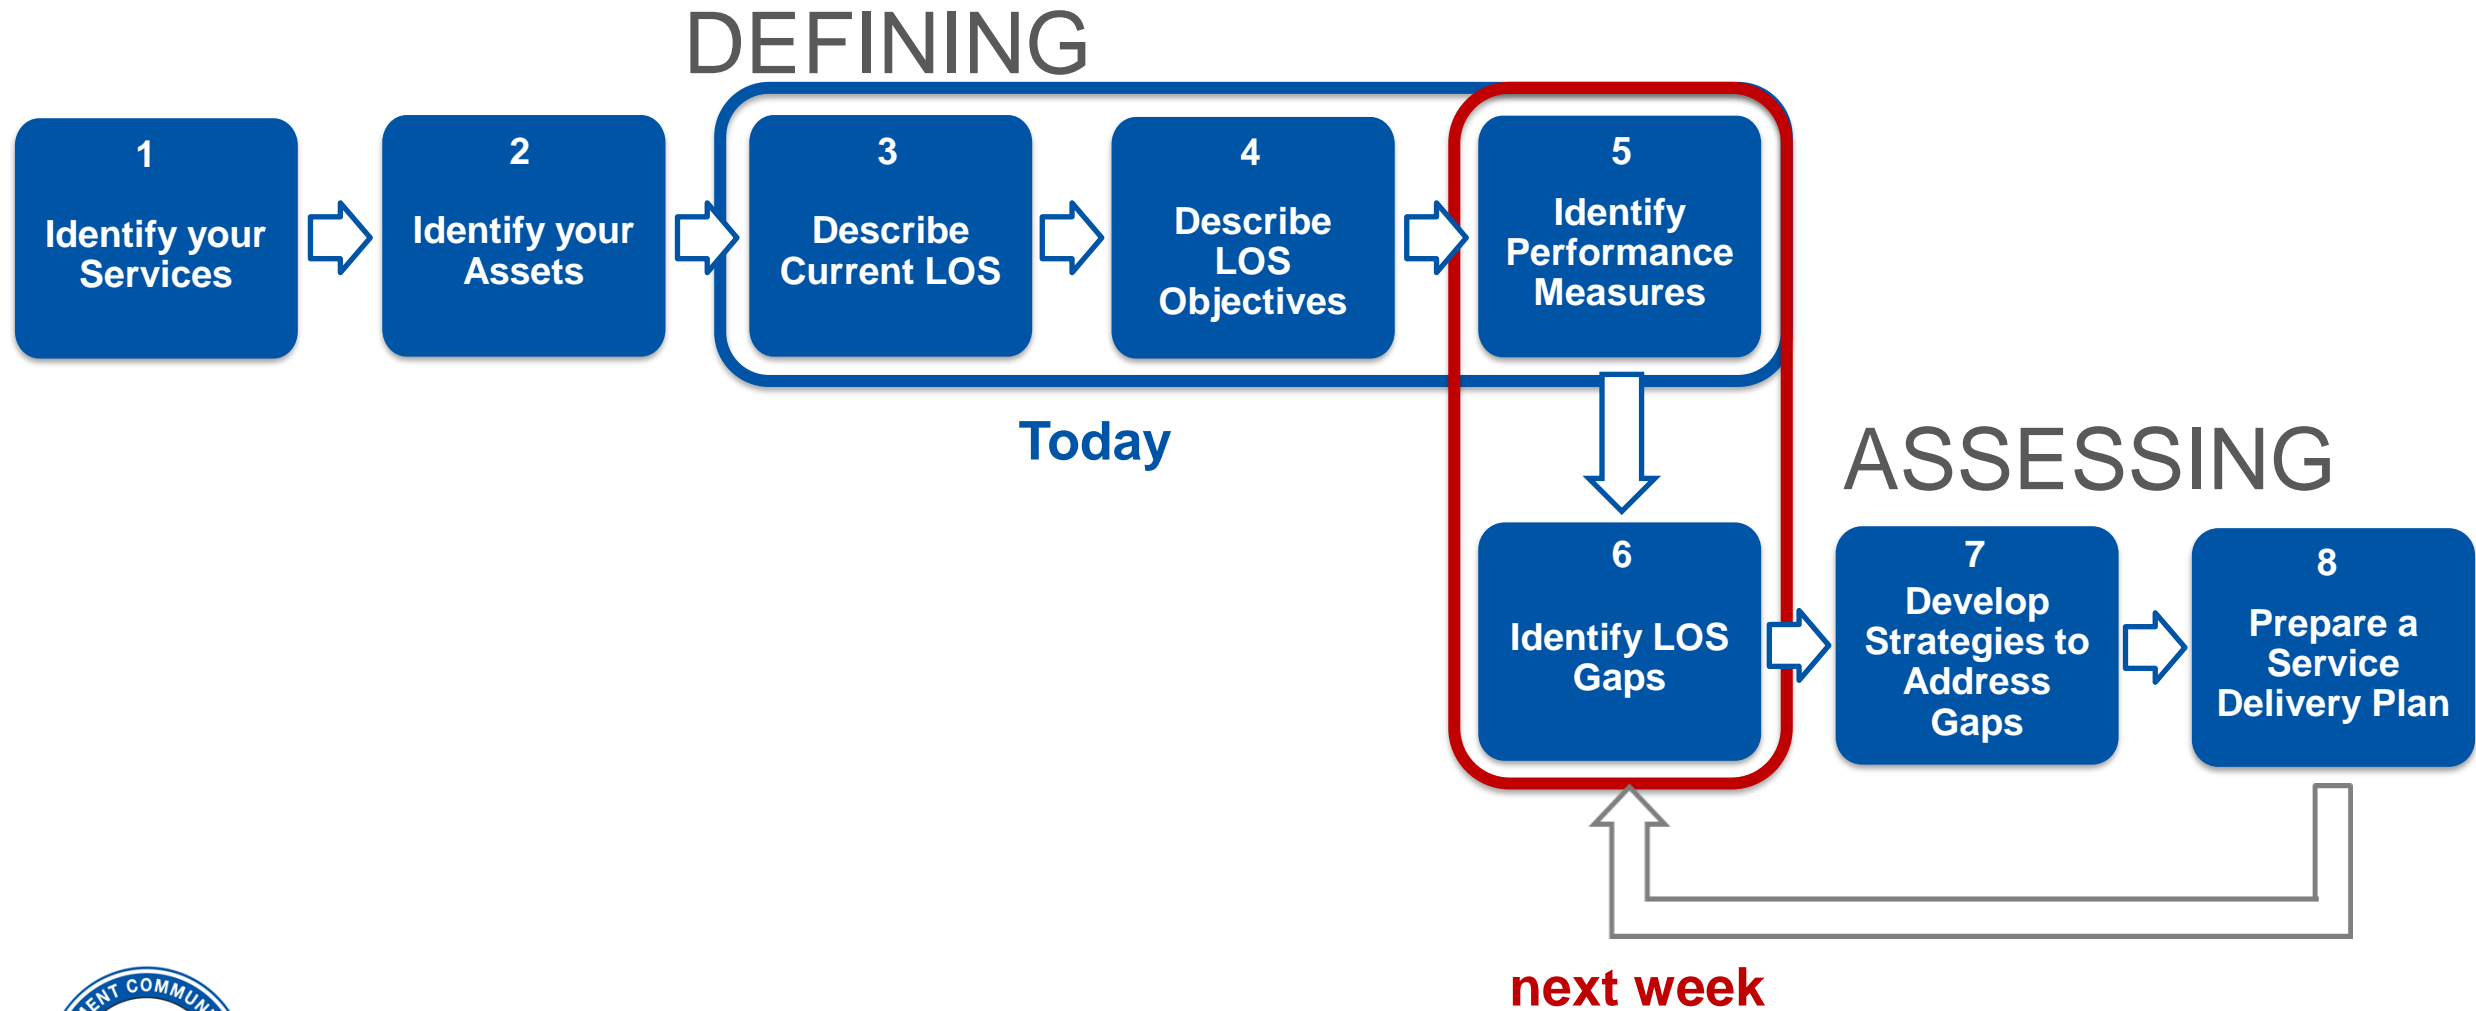 DEFINING
1
Identify your
Services
2
Identify your
Assets
3
Describe
Current LOS
4
Describe
LOS
Objectives
5
Identify
Performance
Measures
Today
ASSESSING
6
Identify LOS
Gaps
7
Develop
Strategies to
Address
Gaps
8
Prepare a
Service
Delivery Plan
next week